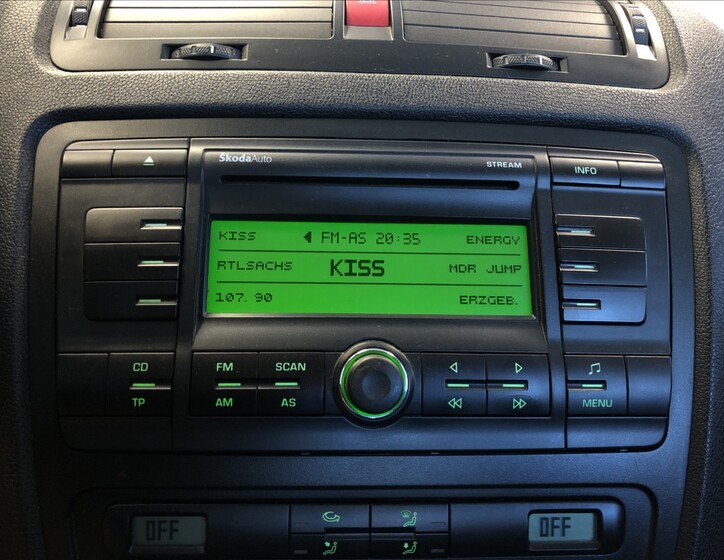 SkodaAuto
STREAM
INFO
KISS FM-AS 20:35 ENERGY
RTLSACHS KISS MDR JUMP
107.90 ERZGEB.
CD FM SCAN
TP AM AS MENU
OFF OFF